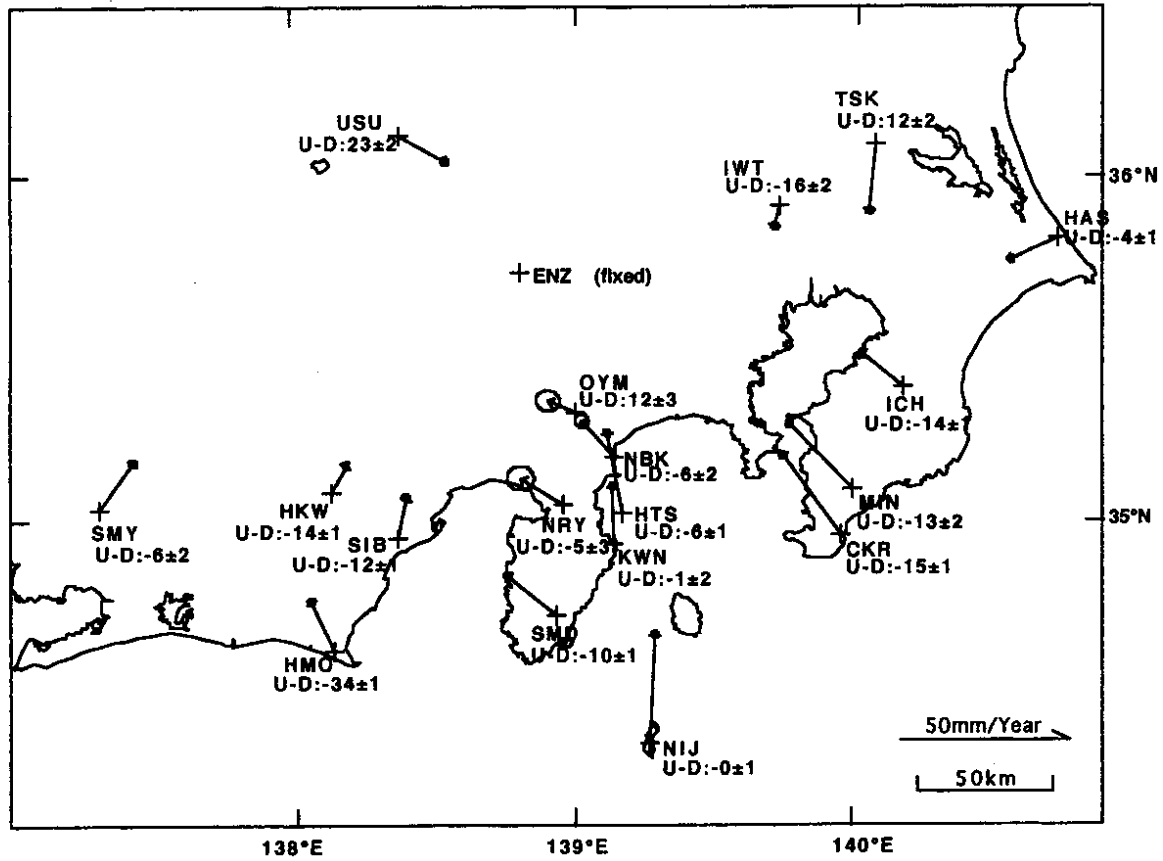 TSK
U-D:12±2
USU
U-D:23±2
IWT
U-D:-16±2
36°N
HAS
U-D:-4±1
ENZ (fixed)
OYM
U-D:12±3
ICH
U-D:-14±1
NBK
U-D:-6±2
SMY
U-D:-6±2
HKW
U-D:-14±1
SIB
U-D:-12±1
NRY
U-D:-5±3
HTS
U-D:-6±1
MIN
U-D:-13±2
35°N
KWN
U-D:-1±2
CKR
U-D:-15±1
SMD
U-D:-10±1
HMO
U-D:-34±1
NIJ
U-D:-0±1
50mm/Year
50km
138°E
139°E
140°E